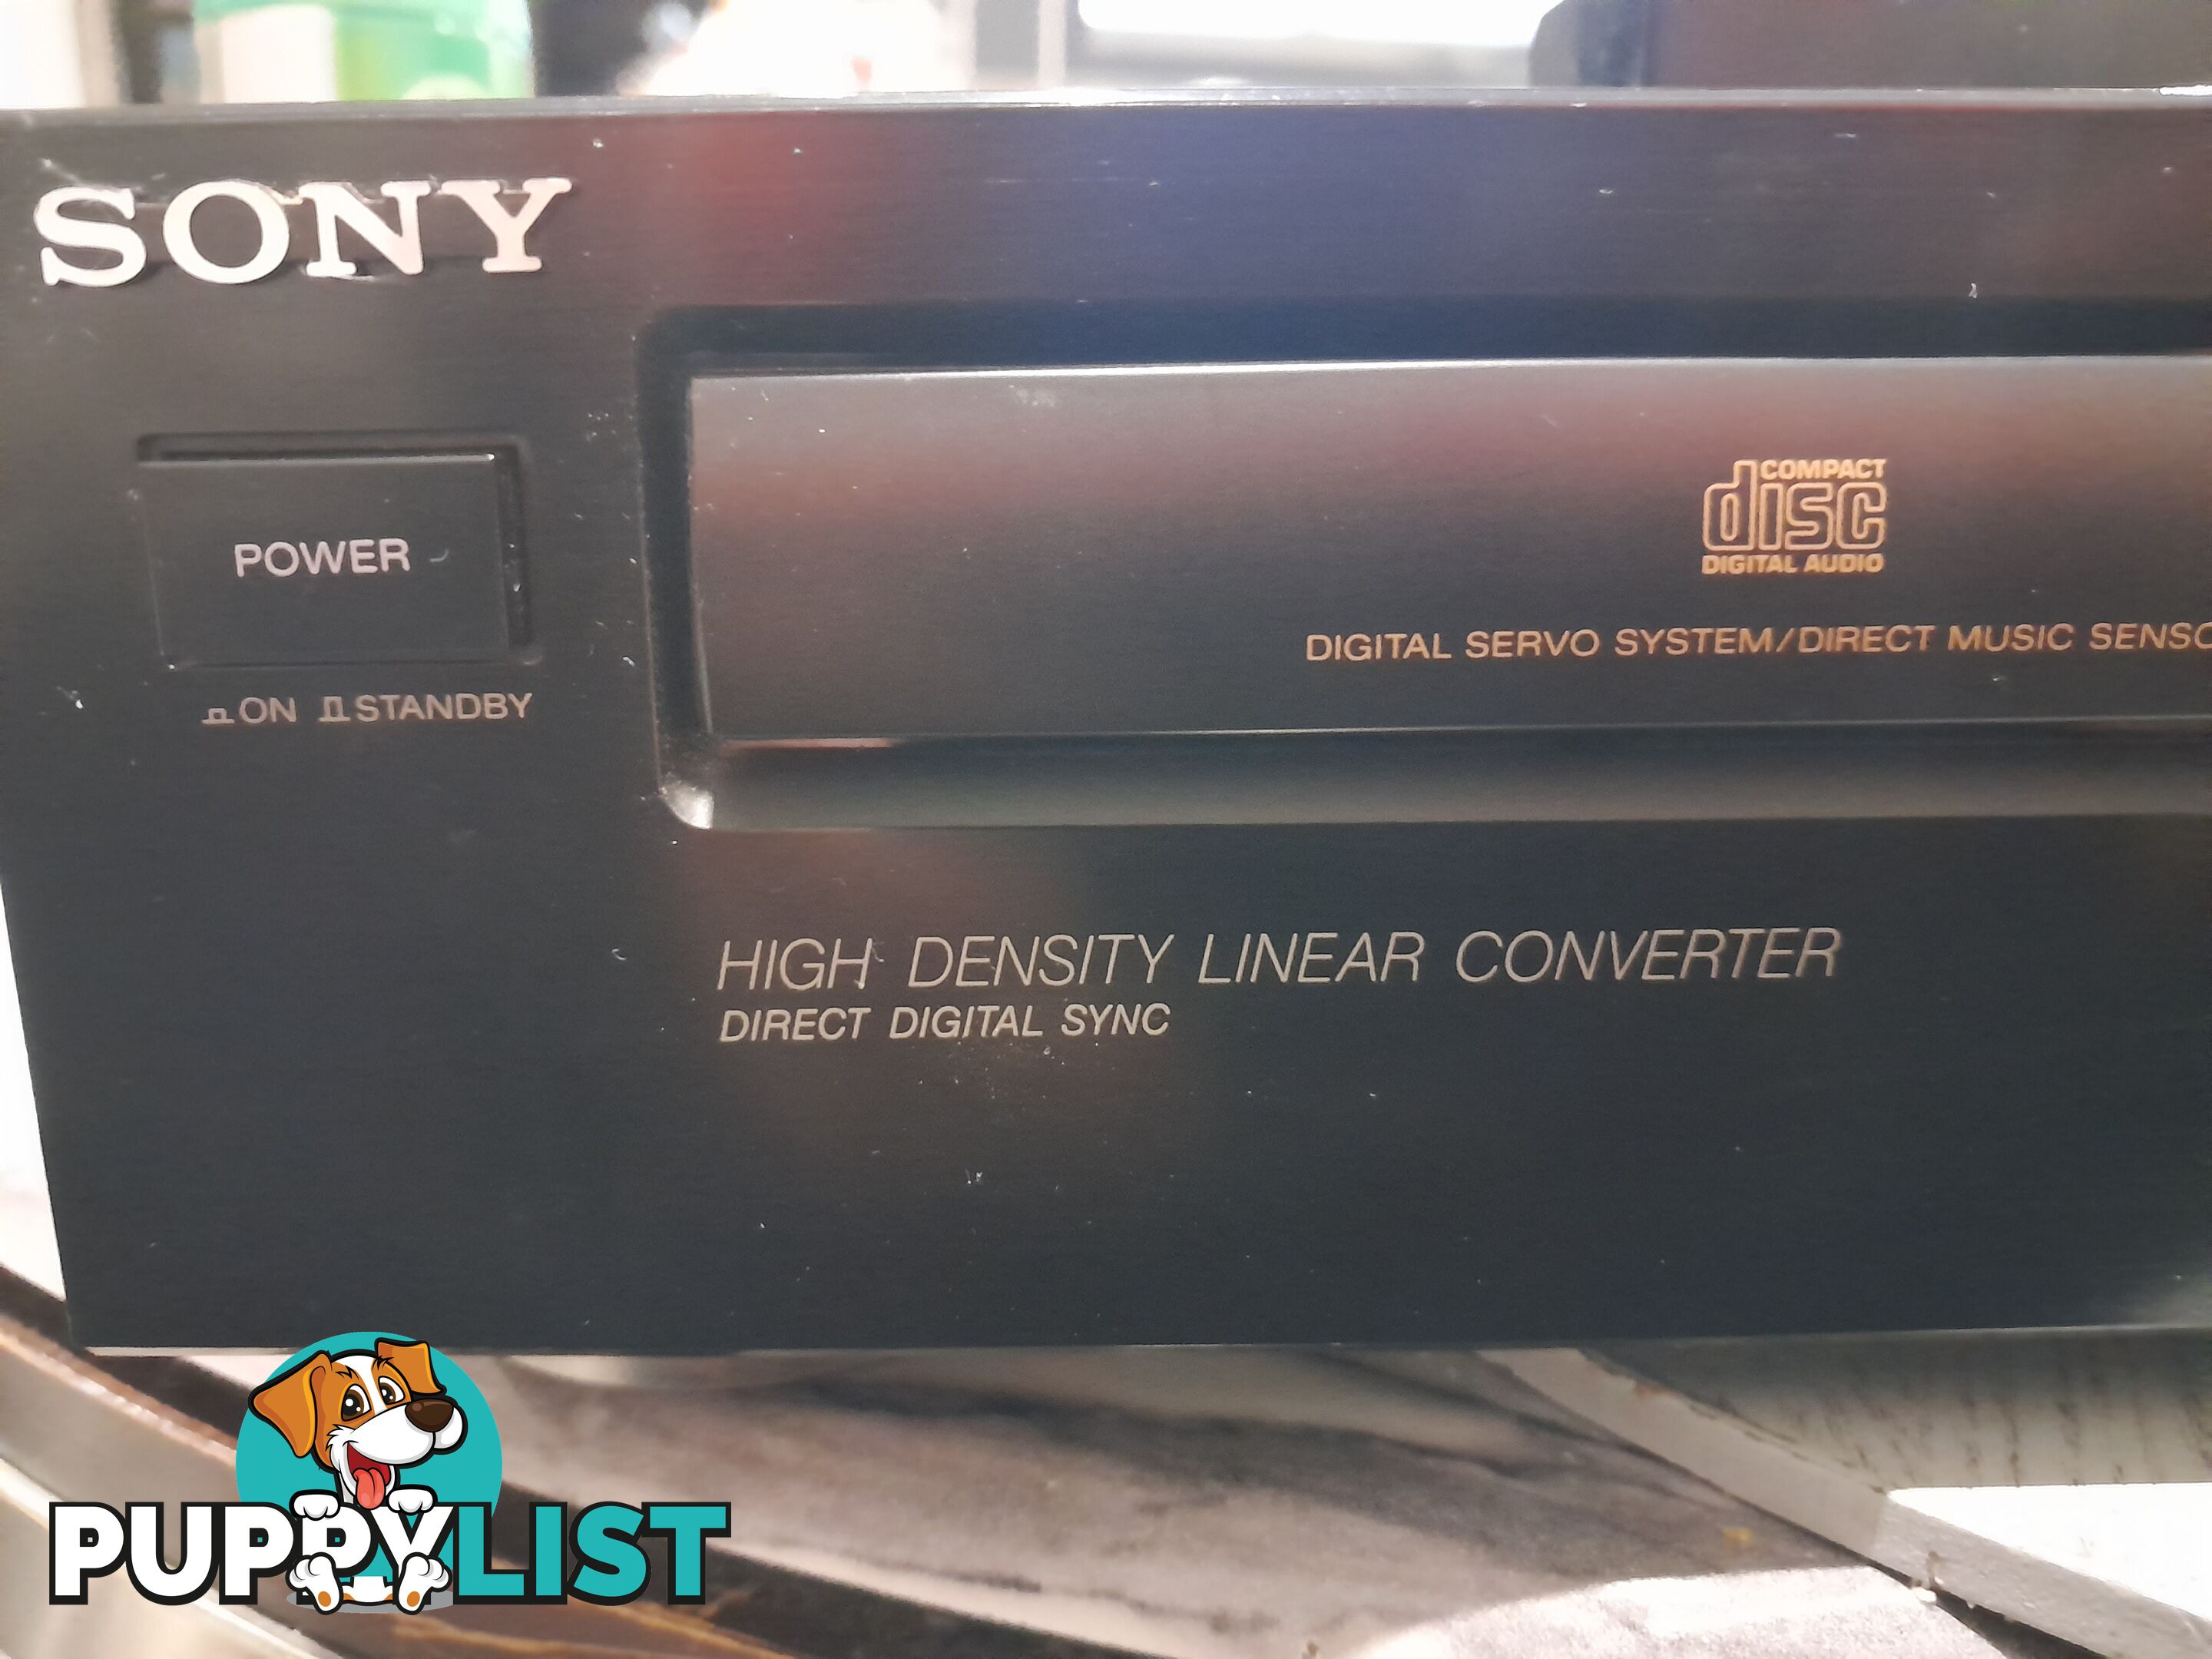 SONY
POWER
ON STANDBY
COMPACT
disc
DIGITAL AUDIO
DIGITAL SERVO SYSTEM/DIRECT MUSIC SENSO
HIGH DENSITY LINEAR CONVERTER
DIRECT DIGITAL SYNC
PUPPYLIST